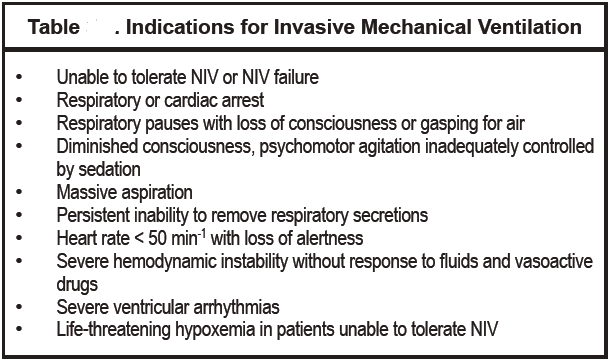 Table . Indications for Invasive Mechanical Ventilation
• Unable to tolerate NIV or NIV failure
• Respiratory or cardiac arrest
• Respiratory pauses with loss of consciousness or gasping for air
• Diminished consciousness, psychomotor agitation inadequately controlled
by sedation
• Massive aspiration
• Persistent inability to remove respiratory secretions
• Heart rate < 50 min⁻¹ with loss of alertness
• Severe hemodynamic instability without response to fluids and vasoactive
drugs
• Severe ventricular arrhythmias
• Life-threatening hypoxemia in patients unable to tolerate NIV